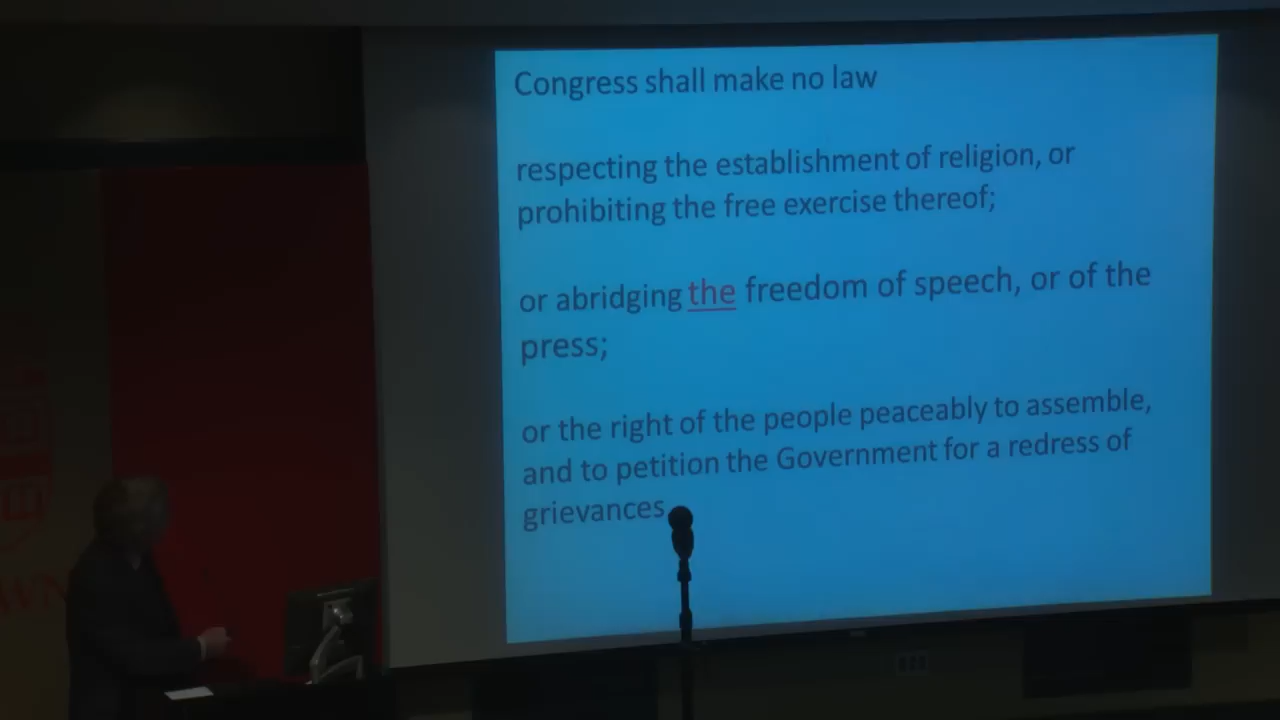 Congress shall make no law
respecting the establishment of religion, or
prohibiting the free exercise thereof;
or abridging the freedom of speech, or of the
press;
or the right of the people peaceably to assemble,
and to petition the Government for a redress of
grievances